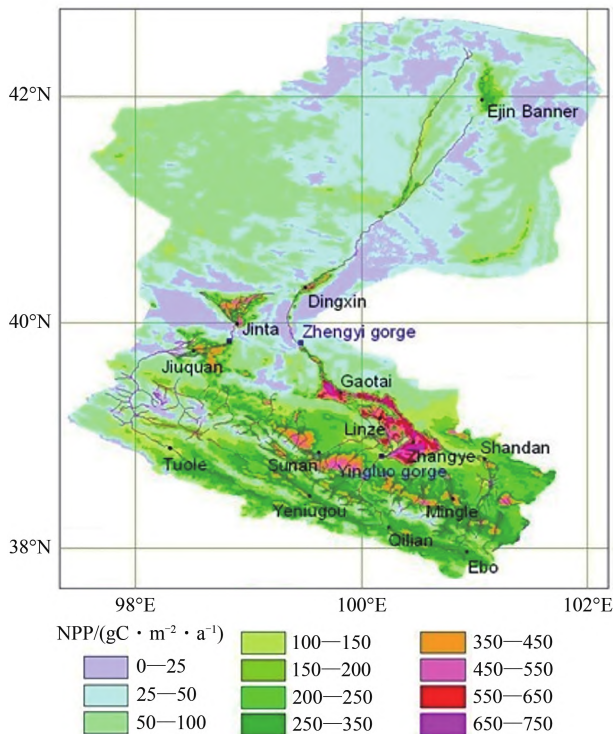 42°N
Ejin Banner
Dingxin
40°N
Jinta
Zhengyi gorge
Jiuquan
Gaotai
Linze
Shandan
Zhangye
Sunan
Tuole
Yingluo gorge
Yeniugou
Mingle
Qilian
38°N
Ebo
98°E
100°E
102°E
NPP/(gC · m⁻² · a⁻¹)
0—25
25—50
50—100
100—150
150—200
200—250
250—350
350—450
450—550
550—650
650—750